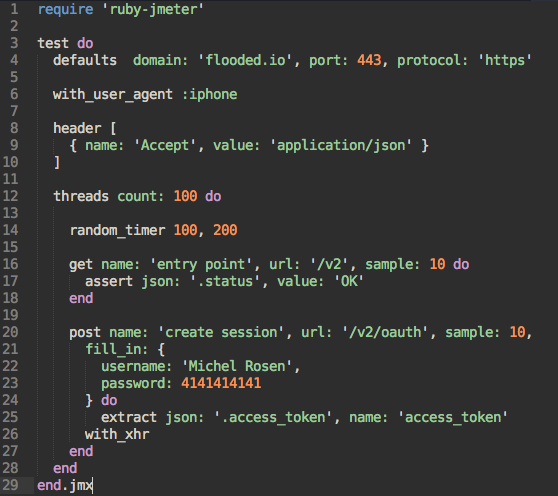 1 require 'ruby-jmeter'
2
3 test do
4   defaults  domain: 'flooded.io', port: 443, protocol: 'https'
5
6   with_user_agent :iphone
7
8   header [
9     { name: 'Accept', value: 'application/json' }
10   ]
11
12   threads count: 100 do
13
14     random_timer 100, 200
15
16     get name: 'entry point', url: '/v2', sample: 10 do
17       assert json: '.status', value: 'OK'
18     end
19
20     post name: 'create session', url: '/v2/oauth', sample: 10,
21       fill_in: {
22         username: 'Michel Rosen',
23         password: 4141414141
24       } do
25         extract json: '.access_token', name: 'access_token'
26       with_xhr
27     end
28   end
29 end.jmx